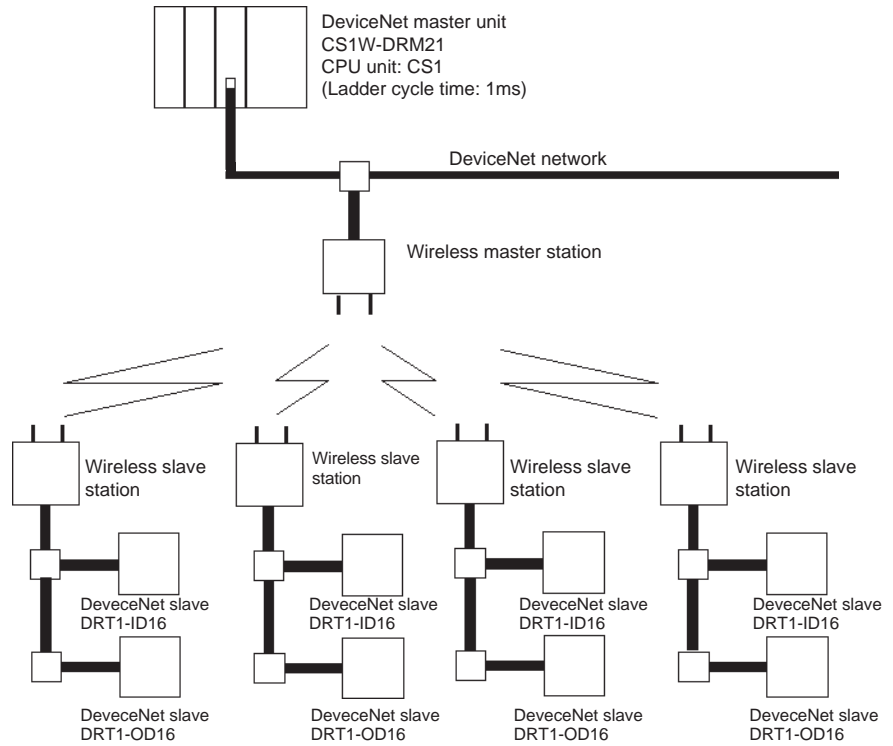 DeviceNet master unit
CS1W-DRM21
CPU unit: CS1
(Ladder cycle time: 1ms)
DeviceNet network
Wireless master station
Wireless slave
station
Wireless slave
station
Wireless slave
station
Wireless slave
station
DeveceNet slave
DRT1-ID16
DeveceNet slave
DRT1-ID16
DeveceNet slave
DRT1-ID16
DeveceNet slave
DRT1-ID16
DeveceNet slave
DRT1-OD16
DeveceNet slave
DRT1-OD16
DeveceNet slave
DRT1-OD16
DeveceNet slave
DRT1-OD16